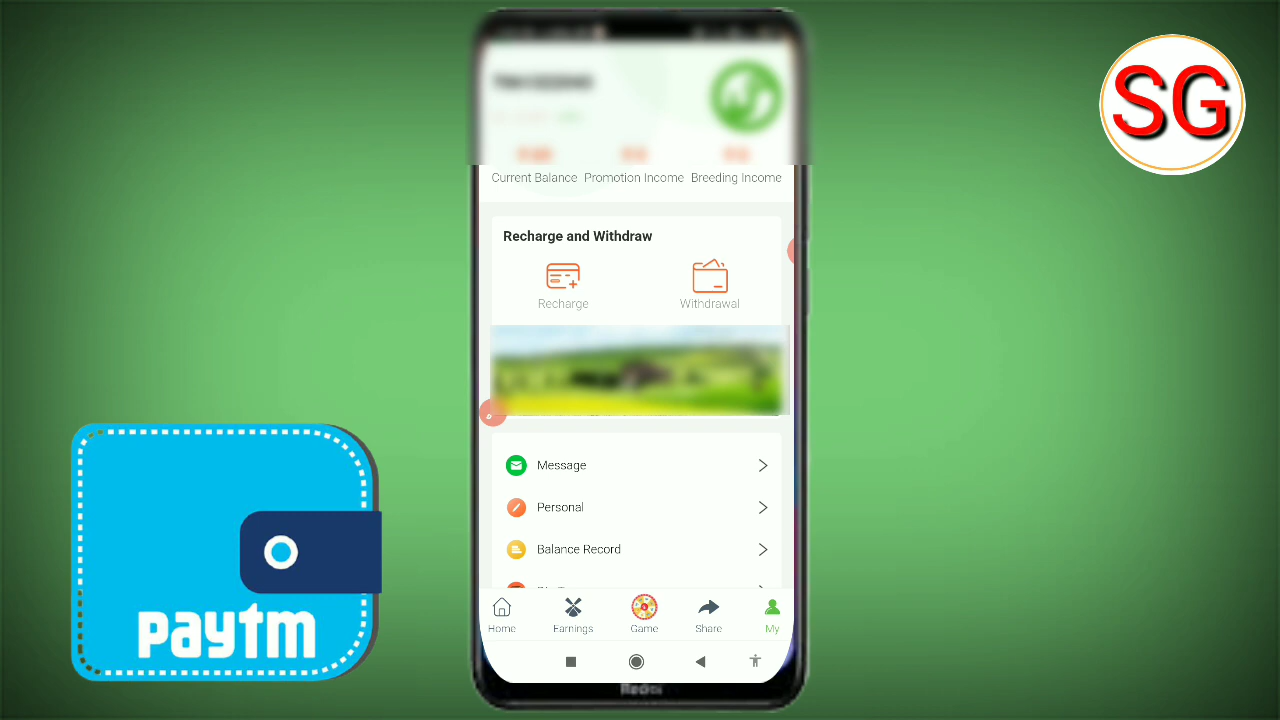 SG
Current Balance Promotion Income Breeding Income
Recharge and Withdraw
Recharge Withdrawal
Message
Personal
Balance Record
Home Earnings Game Share My
paytm